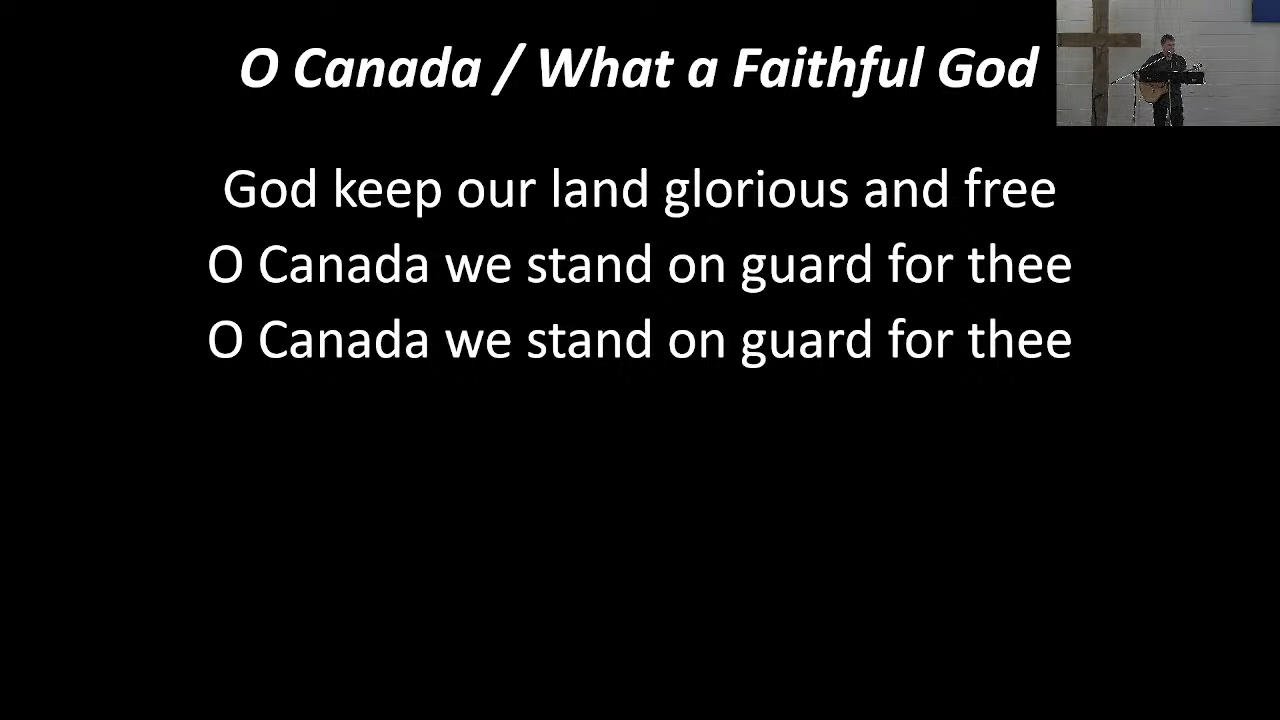 O Canada / What a Faithful God
God keep our land glorious and free
O Canada we stand on guard for thee
O Canada we stand on guard for thee